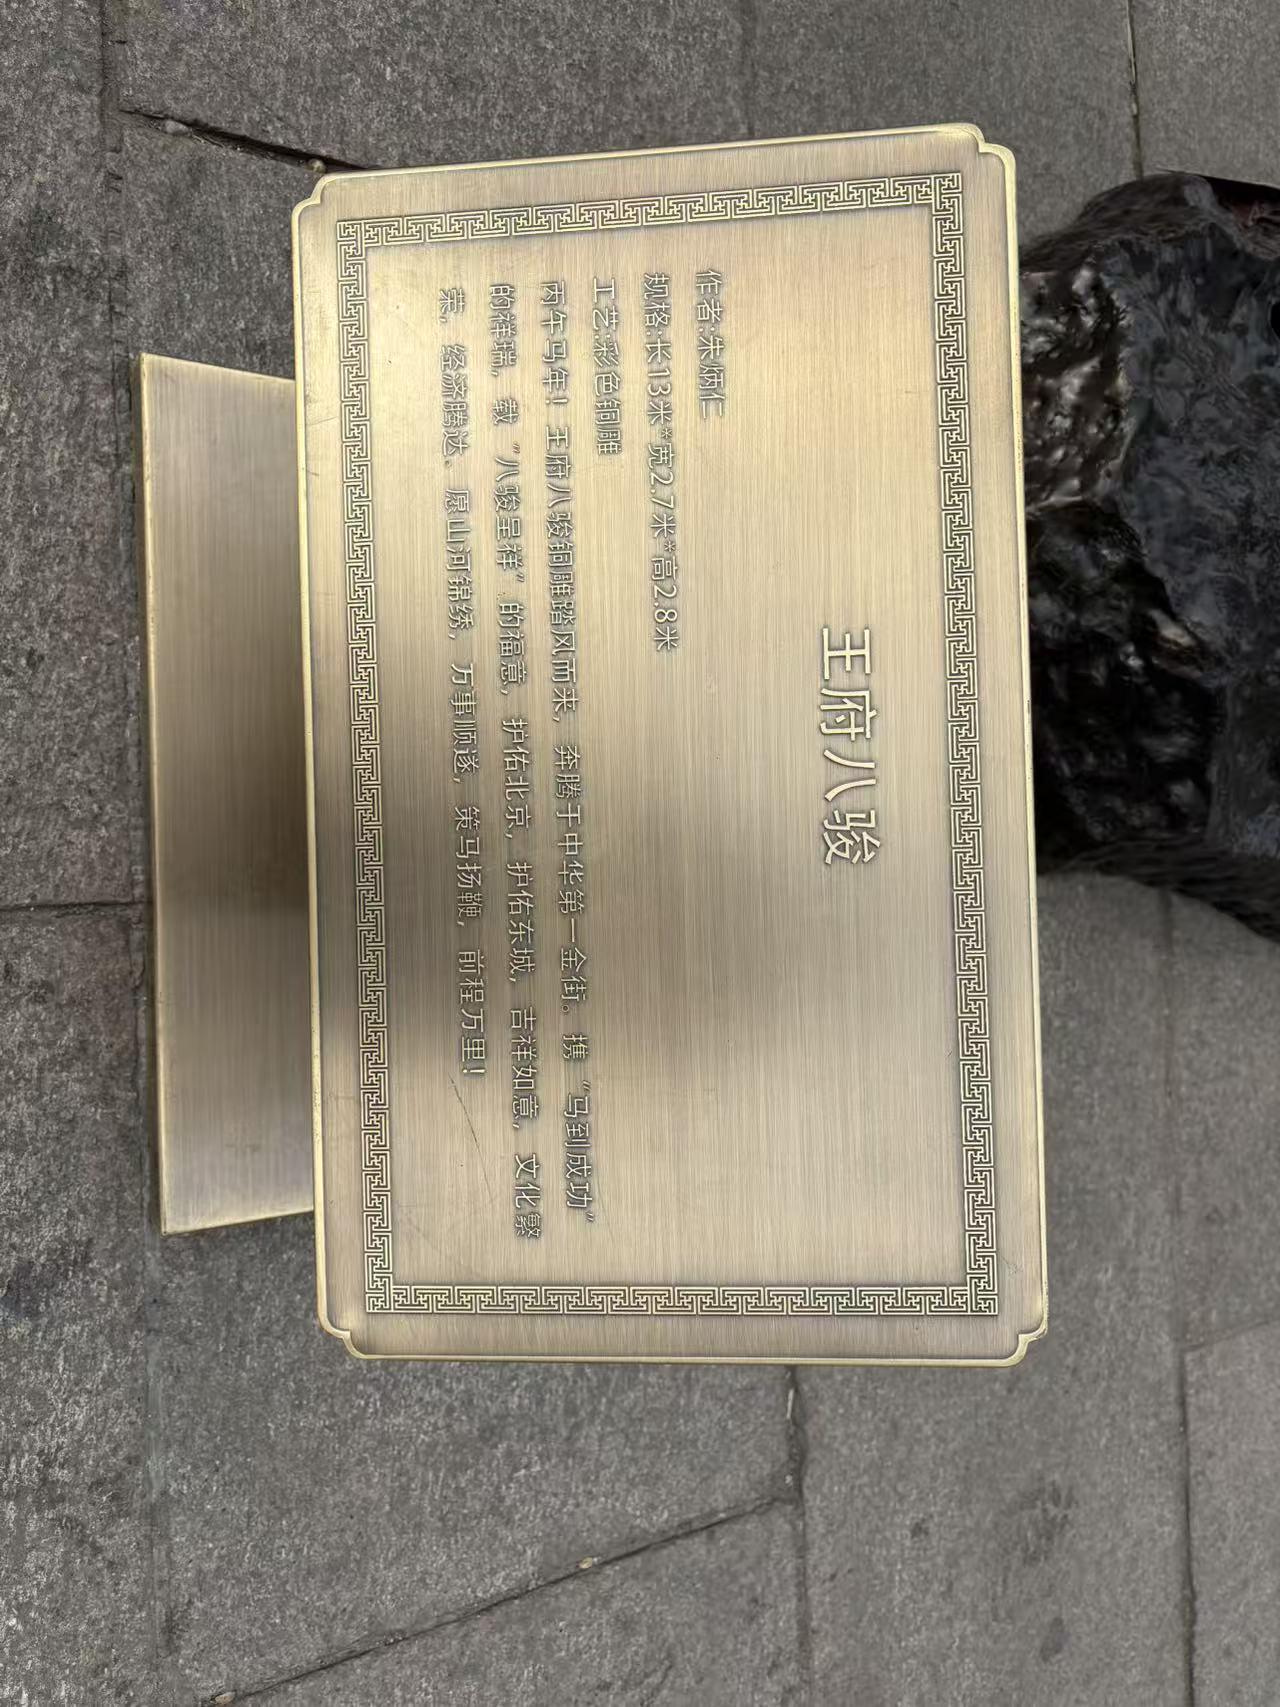 王府八骏
作者:朱炳仁
规格:长13米*宽2.7米*高2.8米
工艺:彩色铜雕
丙午马年！王府八骏铜雕踏风而来，奔腾于中华第一金街。携“马到成功”
的祥瑞，载“八骏呈祥”的福意，护佑北京，护佑东城，吉祥如意，文化繁
荣，经济腾达。愿山河锦绣，万事顺遂，策马扬鞭，前程万里！